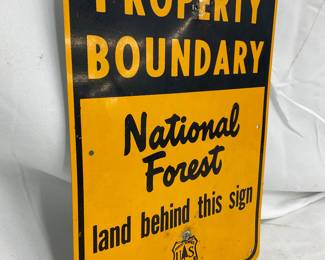 PROPERTY
BOUNDARY
National
Forest
land behind this sign
U S